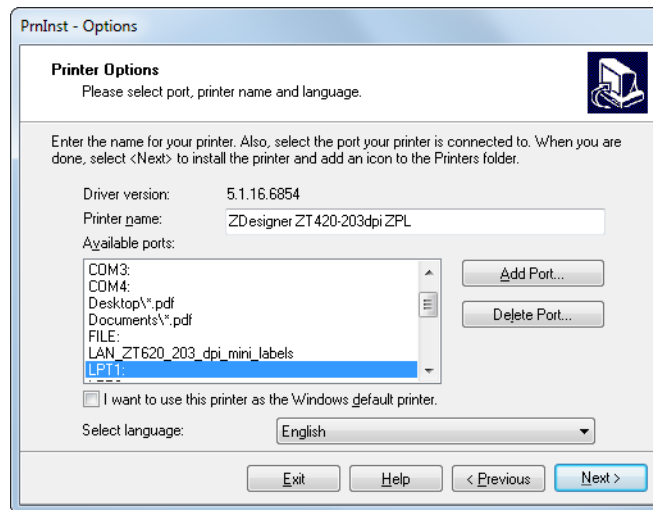 PrnInst - Options
Printer Options
Please select port, printer name and language.
Enter the name for your printer. Also, select the port your printer is connected to. When you are
done, select <Next> to install the printer and add an icon to the Printers folder.
Driver version: 5.1.16.6854
Printer name: ZDesigner ZT420-203dpi ZPL
Available ports:
COM3:
COM4:
Desktop\*.pdf
Documents\*.pdf
FILE:
LAN_ZT620_203_dpi_mini_labels
LPT1:
Add Port...
Delete Port...
I want to use this printer as the Windows default printer.
Select language: English
Exit Help < Previous Next >